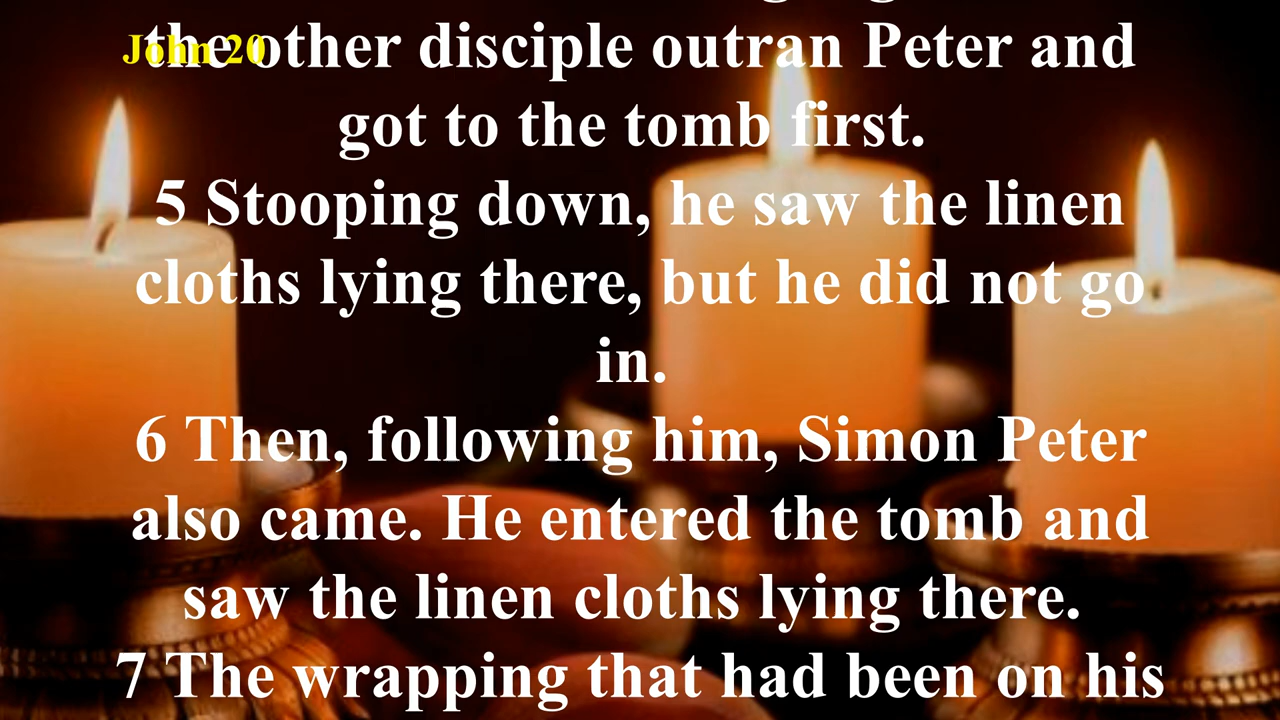 John 20
the other disciple outran Peter and
got to the tomb first.
5 Stooping down, he saw the linen
cloths lying there, but he did not go
in.
6 Then, following him, Simon Peter
also came. He entered the tomb and
saw the linen cloths lying there.
7 The wrapping that had been on his